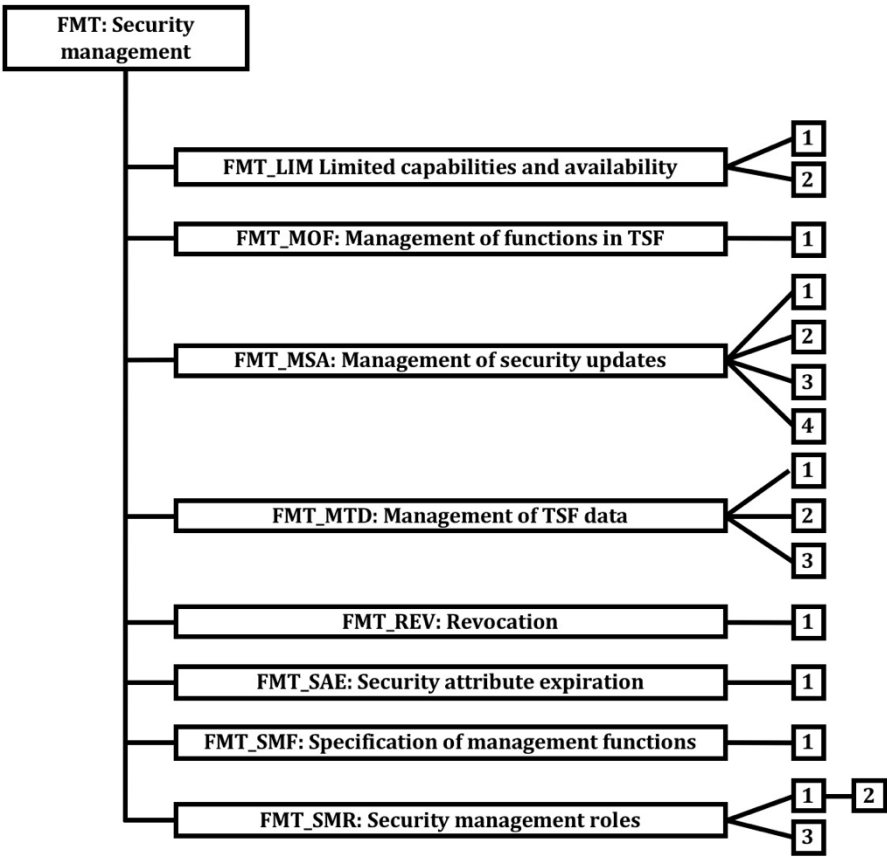 FMT: Security
management
FMT_LIM Limited capabilities and availability
1
2
FMT_MOF: Management of functions in TSF
1
FMT_MSA: Management of security updates
1
2
3
4
FMT_MTD: Management of TSF data
1
2
3
FMT_REV: Revocation
1
FMT_SAE: Security attribute expiration
1
FMT_SMF: Specification of management functions
1
FMT_SMR: Security management roles
1
2
3